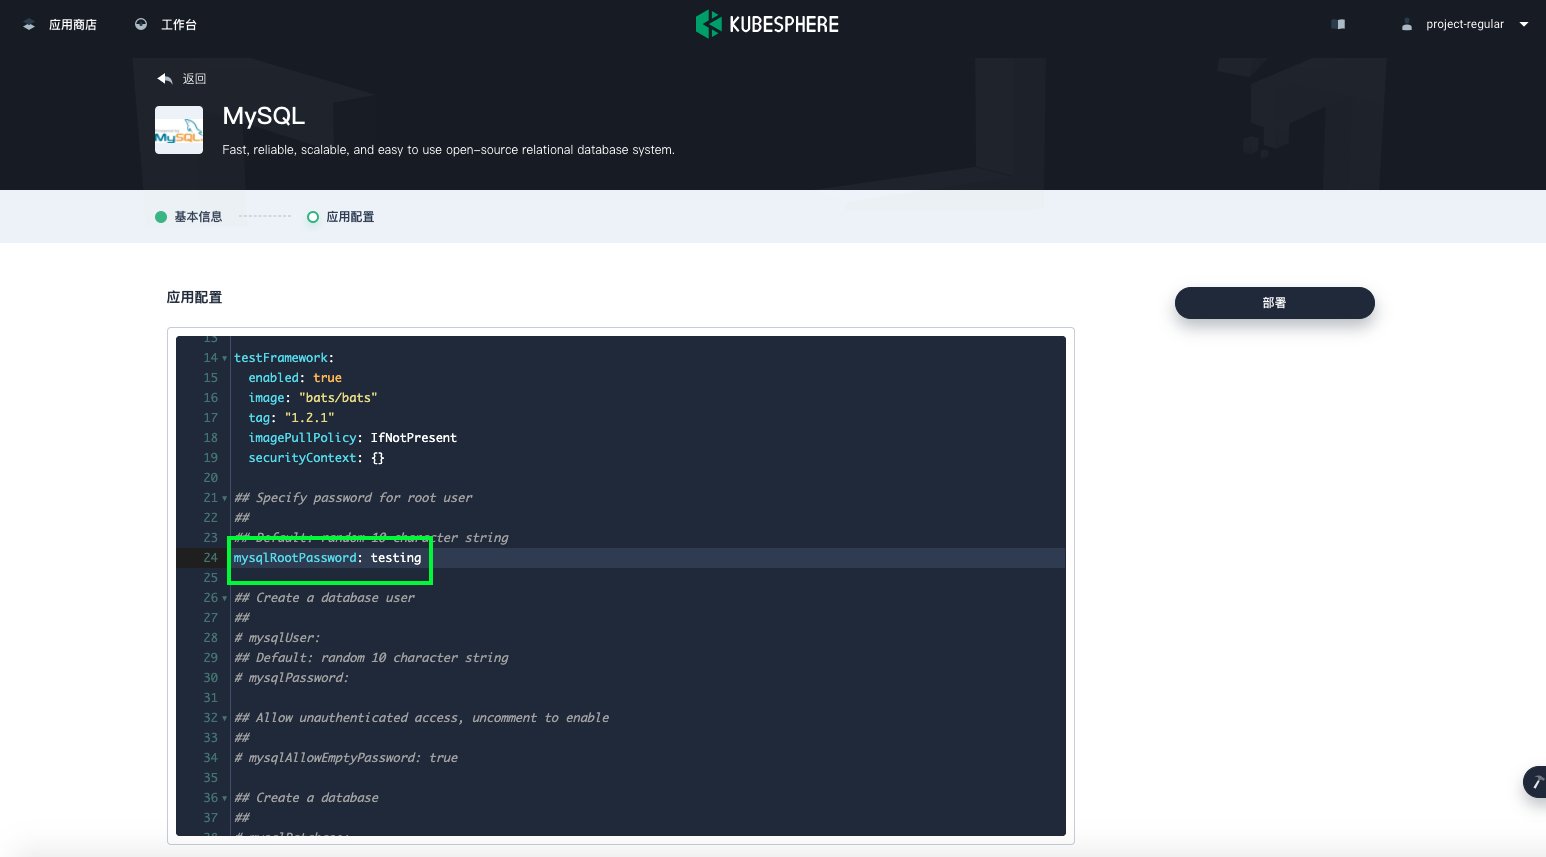 应用商店 工作台 KUBESPHERE project-regular
返回
MySQL
MySQL
Fast, reliable, scalable, and easy to use open-source relational database system.
基本信息 应用配置
应用配置 部署
13
14 testFramework:
15 enabled: true
16 image: "bats/bats"
17 tag: "1.2.1"
18 imagePullPolicy: IfNotPresent
19 securityContext: {}
20
21 ## Specify password for root user
22 ##
23 ## Default: random 10 character string
24 mysqlRootPassword: testing
25
26 ## Create a database user
27 ##
28 # mysqlUser:
29 ## Default: random 10 character string
30 # mysqlPassword:
31
32 ## Allow unauthenticated access, uncomment to enable
33 ##
34 # mysqlAllowEmptyPassword: true
35
36 ## Create a database
37 ##
38 # mysqlDatabase: